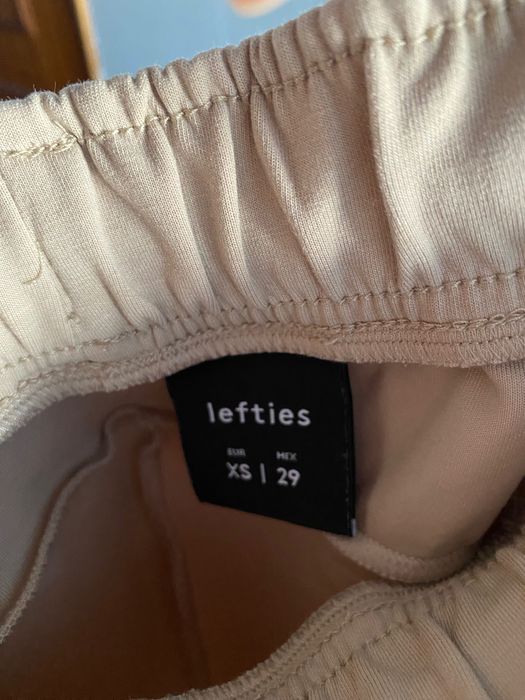 lefties
EUR MEX
XS | 29